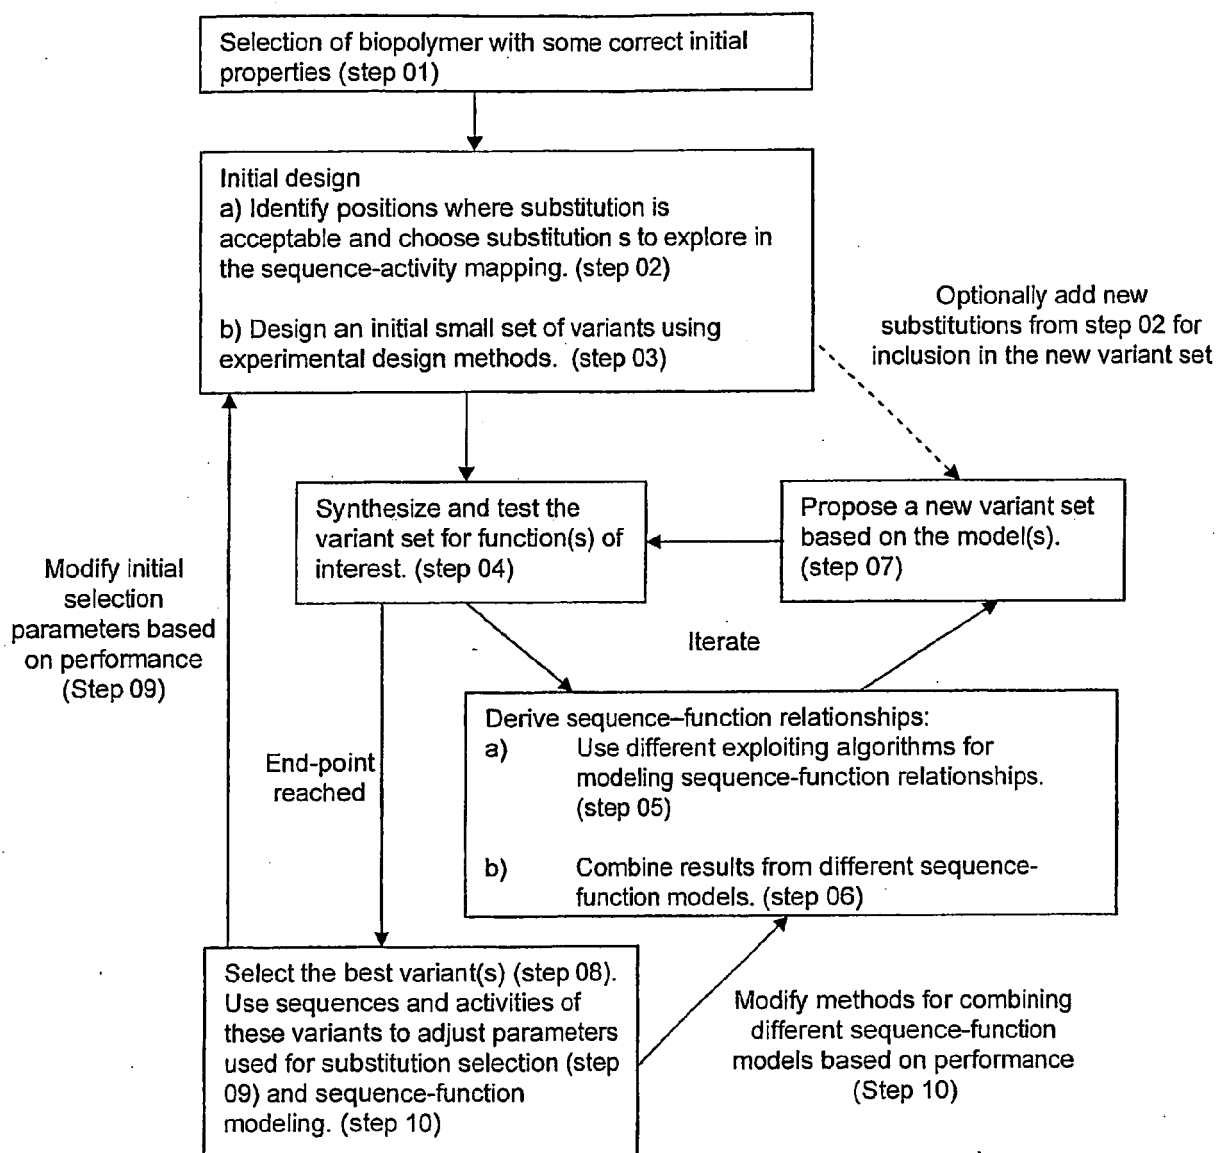 Selection of biopolymer with some correct initial
properties (step 01)
Initial design
a) Identify positions where substitution is
acceptable and choose substitution s to explore in
the sequence-activity mapping. (step 02)
b) Design an initial small set of variants using
experimental design methods. (step 03)
Optionally add new
substitutions from step 02 for
inclusion in the new variant set
Synthesize and test the
variant set for function(s) of
interest. (step 04)
Propose a new variant set
based on the model(s).
(step 07)
Modify initial
selection
parameters based
on performance
(Step 09)
Iterate
Derive sequence–function relationships:
a) Use different exploiting algorithms for
modeling sequence-function relationships.
(step 05)
b) Combine results from different sequence-
function models. (step 06)
End-point
reached
Select the best variant(s) (step 08).
Use sequences and activities of
these variants to adjust parameters
used for substitution selection (step
09) and sequence-function
modeling. (step 10)
Modify methods for combining
different sequence-function
models based on performance
(Step 10)